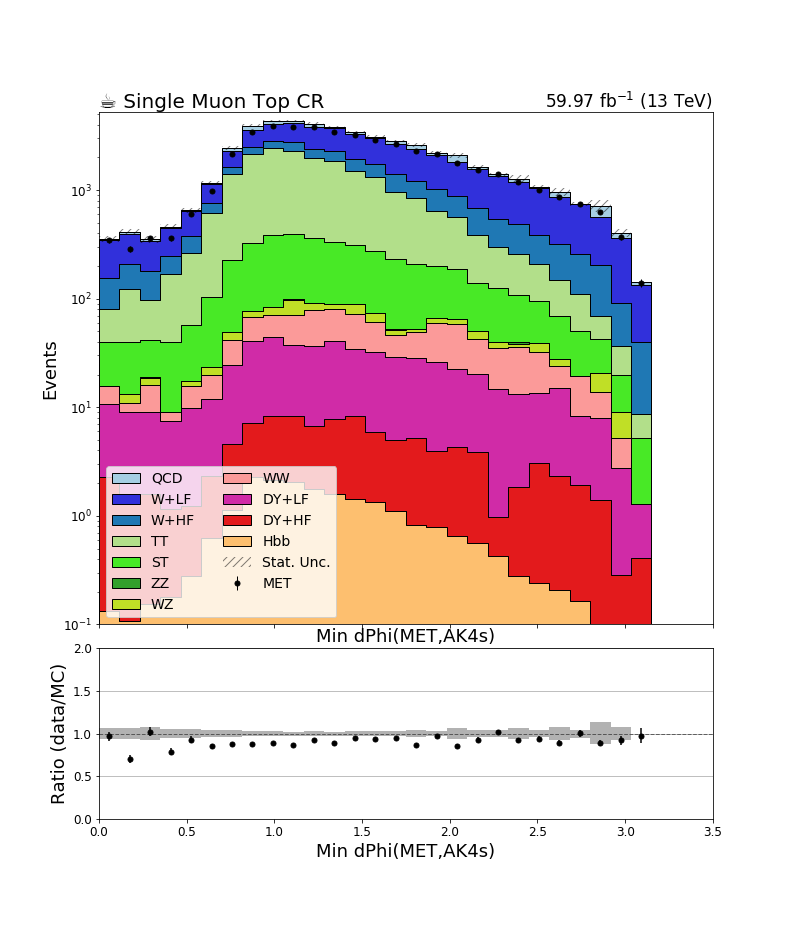 ☕ Single Muon Top CR 59.97 fb⁻¹ (13 TeV)
Events
10³
10²
10¹
10⁰
10⁻¹
QCD WW
W+LF DY+LF
W+HF DY+HF
TT Hbb
ST Stat. Unc.
ZZ MET
WZ
Min dPhi(MET,AK4s)
Ratio (data/MC)
2.0
1.5
1.0
0.5
0.0
0.0 0.5 1.0 1.5 2.0 2.5 3.0 3.5
Min dPhi(MET,AK4s)